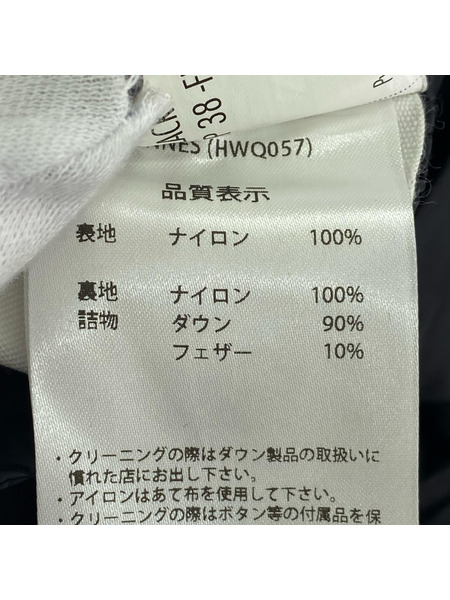 38-F
(HWQ057)
品質表示
表地 ナイロン 100%
裏地 ナイロン 100%
詰物 ダウン 90%
フェザー 10%
・クリーニングの際はダウン製品の取扱いに
慣れた店にお出し下さい。
・アイロンはあて布を使用して下さい。
・クリーニングの際はボタン等の付属品を保